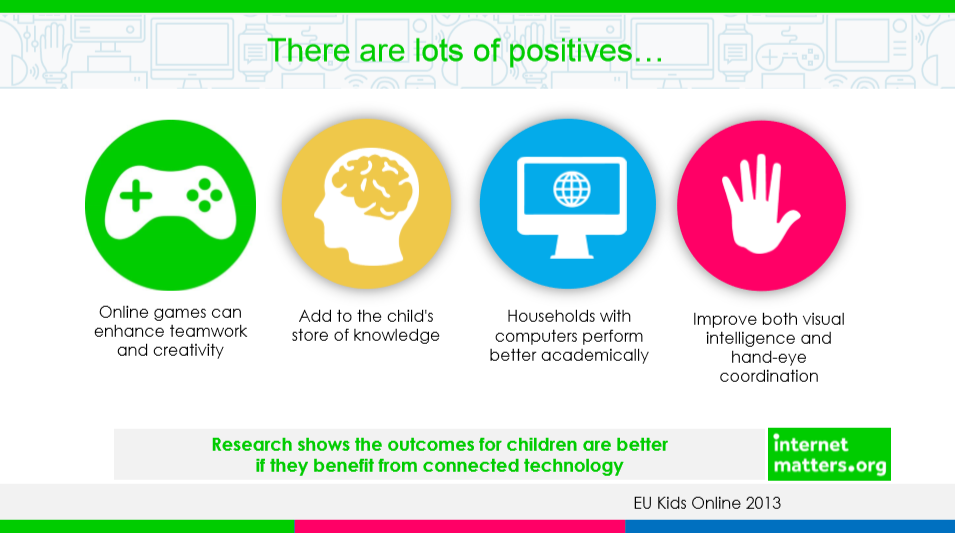 There are lots of positives...
Online games can
enhance teamwork
and creativity
Add to the child's
store of knowledge
Households with
computers perform
better academically
Improve both visual
intelligence and
hand-eye
coordination
Research shows the outcomes for children are better
if they benefit from connected technology
internet
matters.org
EU Kids Online 2013